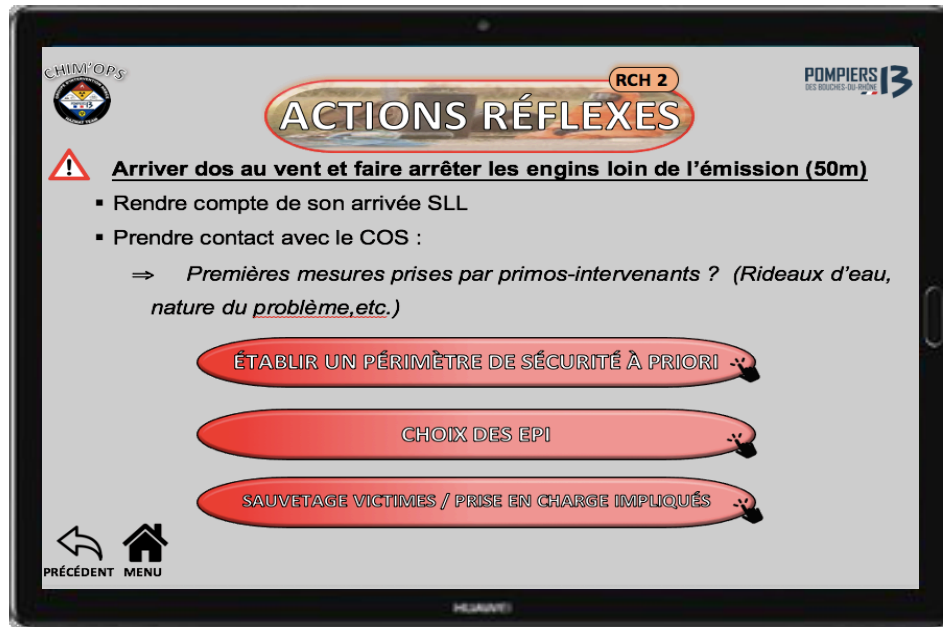 CHIM'OPS
RCH 2
POMPIERS 13
DES BOUCHES-DU-RHÔNE
ACTIONS RÉFLEXES
Arriver dos au vent et faire arrêter les engins loin de l'émission (50m)
▪ Rendre compte de son arrivée SLL
▪ Prendre contact avec le COS :
⇒ Premières mesures prises par primos-intervenants ? (Rideaux d'eau,
nature du problème,etc.)
ÉTABLIR UN PÉRIMÈTRE DE SÉCURITÉ À PRIORI
CHOIX DES EPI
SAUVETAGE VICTIMES / PRISE EN CHARGE IMPLIQUÉS
PRÉCÉDENT MENU
HUAWEI